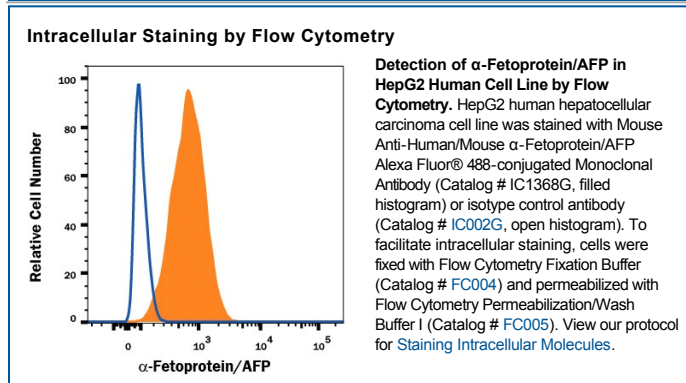 Intracellular Staining by Flow Cytometry
Detection of α-Fetoprotein/AFP in
HepG2 Human Cell Line by Flow
Cytometry. HepG2 human hepatocellular
carcinoma cell line was stained with Mouse
Anti-Human/Mouse α-Fetoprotein/AFP
Alexa Fluor® 488-conjugated Monoclonal
Antibody (Catalog # IC1368G, filled
histogram) or isotype control antibody
(Catalog # IC002G, open histogram). To
facilitate intracellular staining, cells were
fixed with Flow Cytometry Fixation Buffer
(Catalog # FC004) and permeabilized with
Flow Cytometry Permeabilization/Wash
Buffer I (Catalog # FC005). View our protocol
for Staining Intracellular Molecules.
Relative Cell Number
100
80
60
40
20
0
0 10³ 10⁴ 10⁵
α-Fetoprotein/AFP